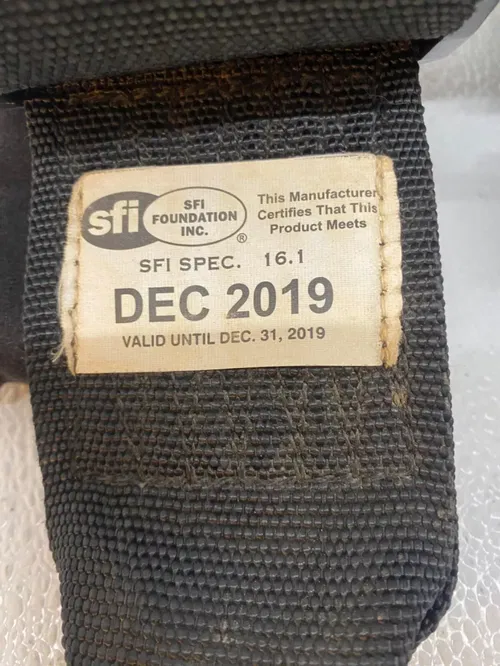 sfi
SFI
FOUNDATION
INC.
®
This Manufacturer
Certifies That This
Product Meets
SFI SPEC. 16.1
DEC 2019
VALID UNTIL DEC. 31, 2019